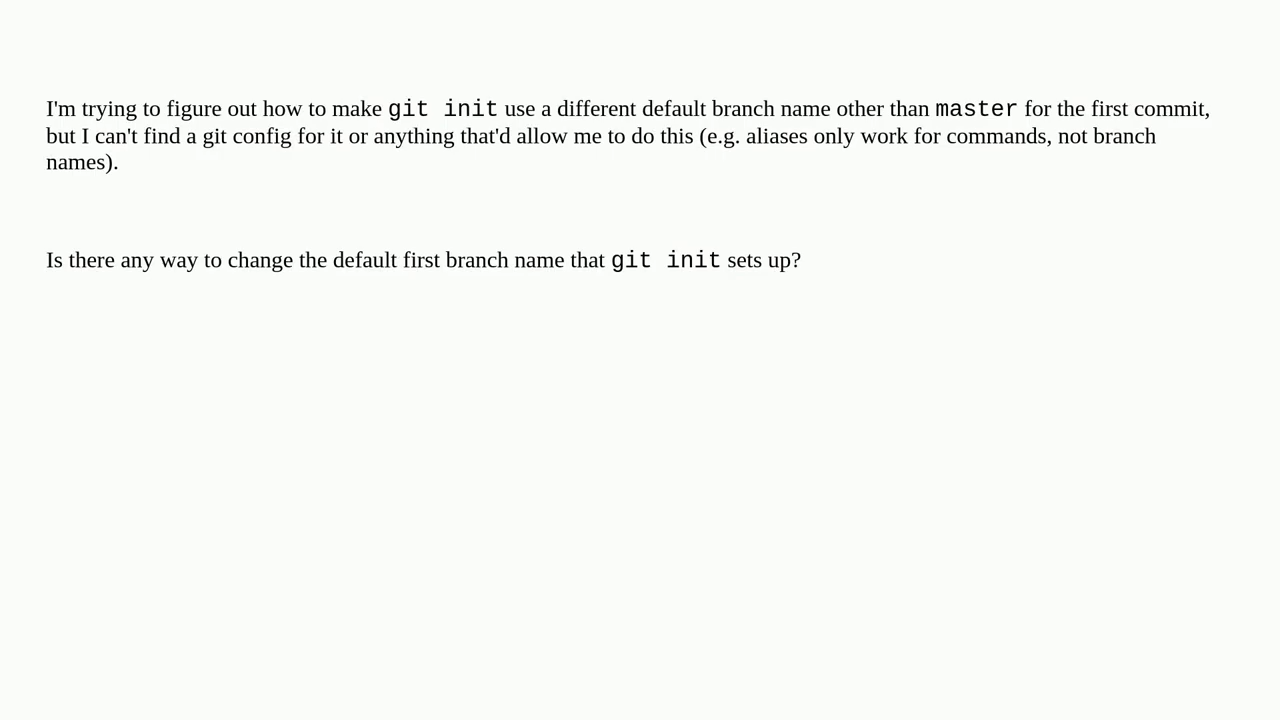 I'm trying to figure out how to make git init use a different default branch name other than master for the first commit,
but I can't find a git config for it or anything that'd allow me to do this (e.g. aliases only work for commands, not branch
names).
Is there any way to change the default first branch name that git init sets up?